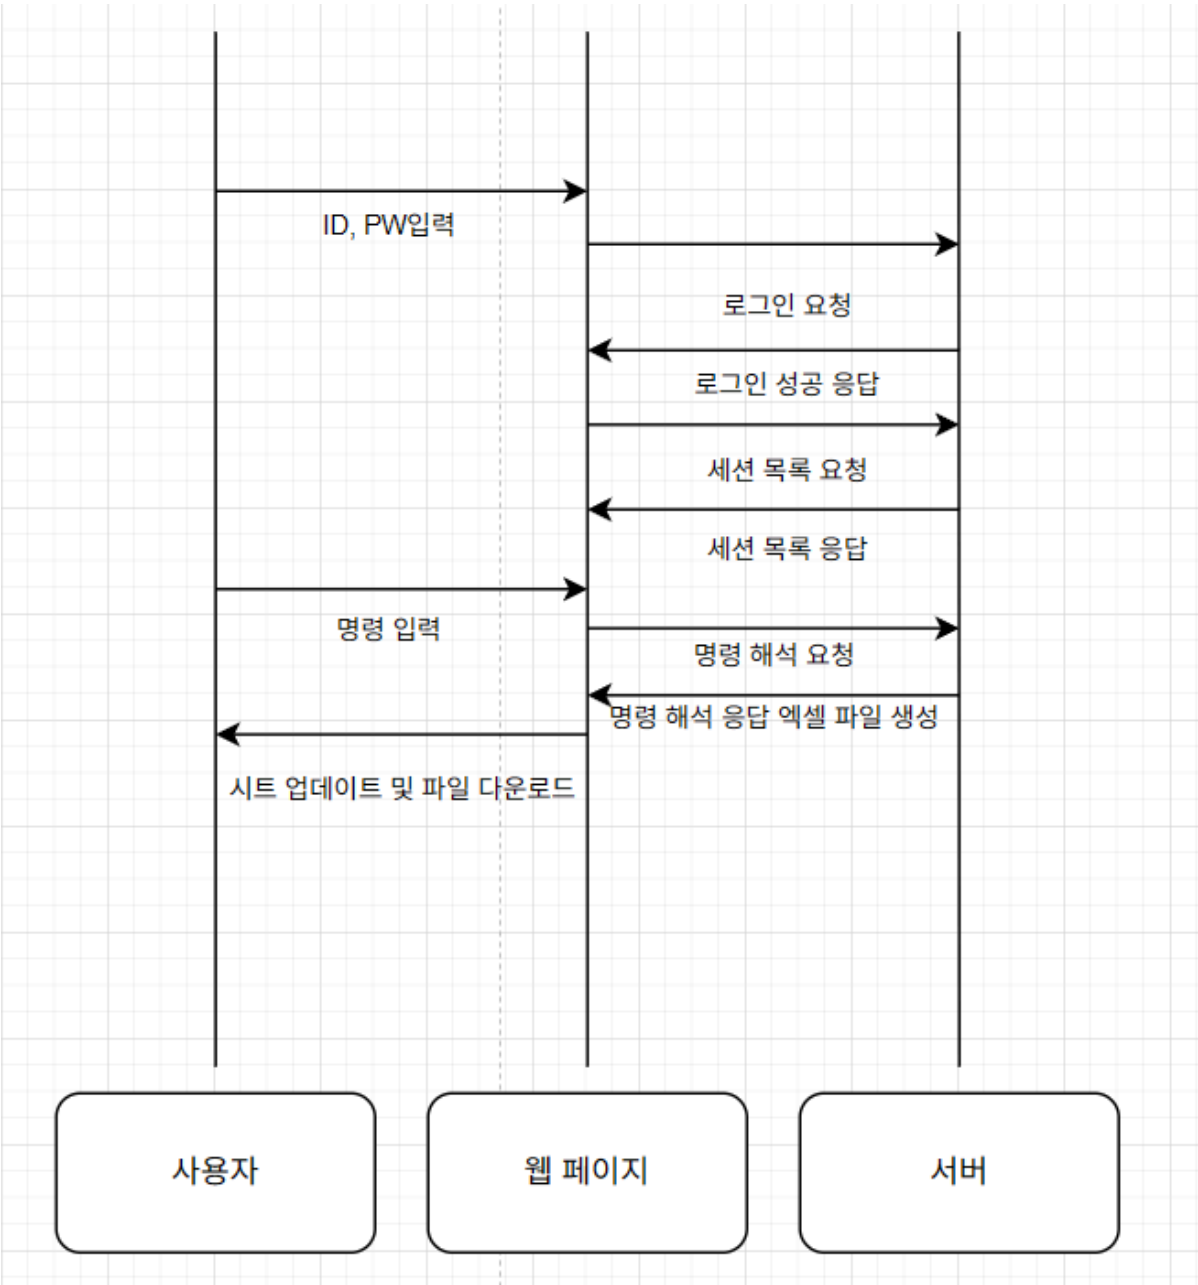 ID, PW입력
로그인 요청
로그인 성공 응답
세션 목록 요청
세션 목록 응답
명령 입력
명령 해석 요청
명령 해석 응답 엑셀 파일 생성
시트 업데이트 및 파일 다운로드
사용자
웹 페이지
서버